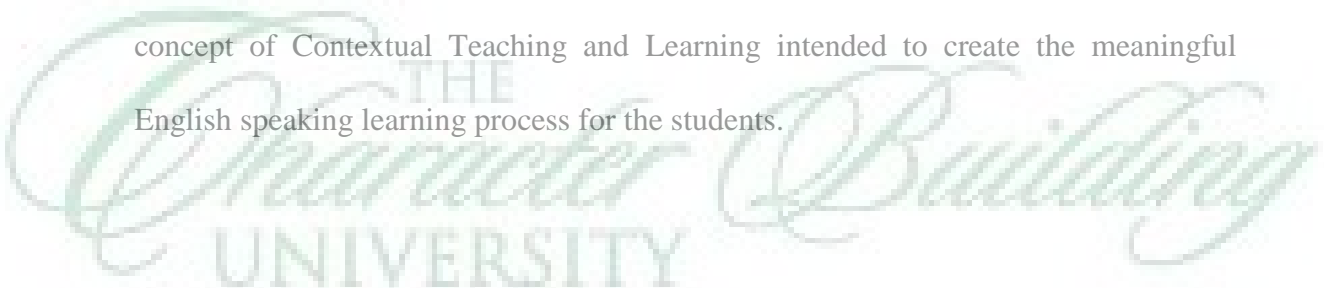 concept of Contextual Teaching and Learning intended to create the meaningful
THE
English speaking learning process for the students.
Character Building
UNIVERSITY